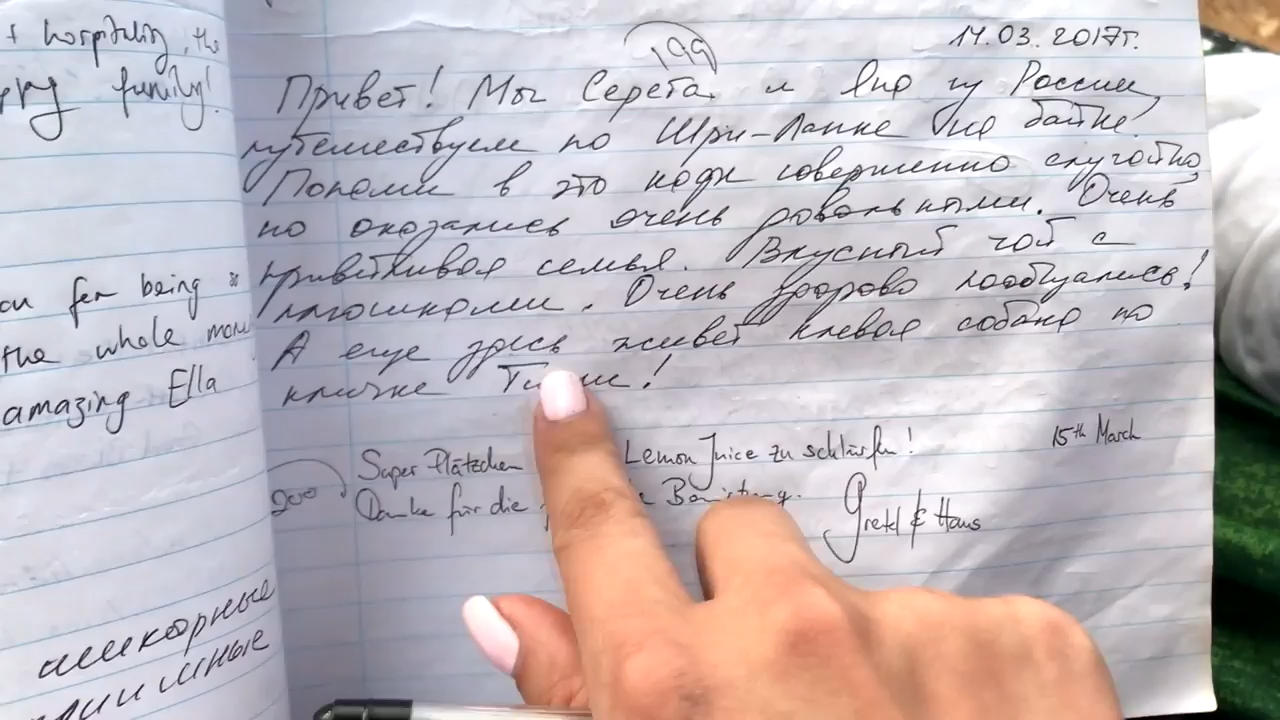 hospitality, the
family!
for being
the whole
amazing Ella
шикарные
199
14.03.2017г.
Привет! Мы Серега и Яна из России,
путешествуем по Шри-Ланке на байке!
Попали в это кафе совершенно случайно,
но оказались очень довольными. Очень
приветливая семья. Вкусный чай с
плюшками. Очень здорово пообщались!
А еще здесь живет клевая собака по
кличке !
200
15th March
Super Plätzchen Lemon Juice zu schlürfen!
Danke für die
Gretel & Hans